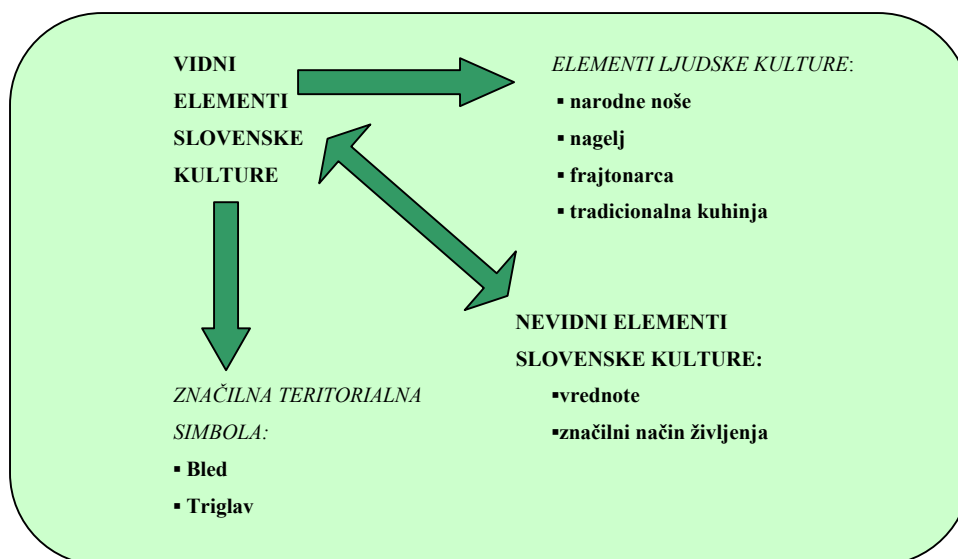 VIDNI
ELEMENTI
SLOVENSKE
KULTURE
ELEMENTI LJUDSKE KULTURE:
▪ narodne noše
▪ nagelj
▪ frajtonarca
▪ tradicionalna kuhinja
NEVIDNI ELEMENTI
SLOVENSKE KULTURE:
▪vrednote
▪značilni način življenja
ZNAČILNA TERITORIALNA
SIMBOLA:
▪ Bled
▪ Triglav